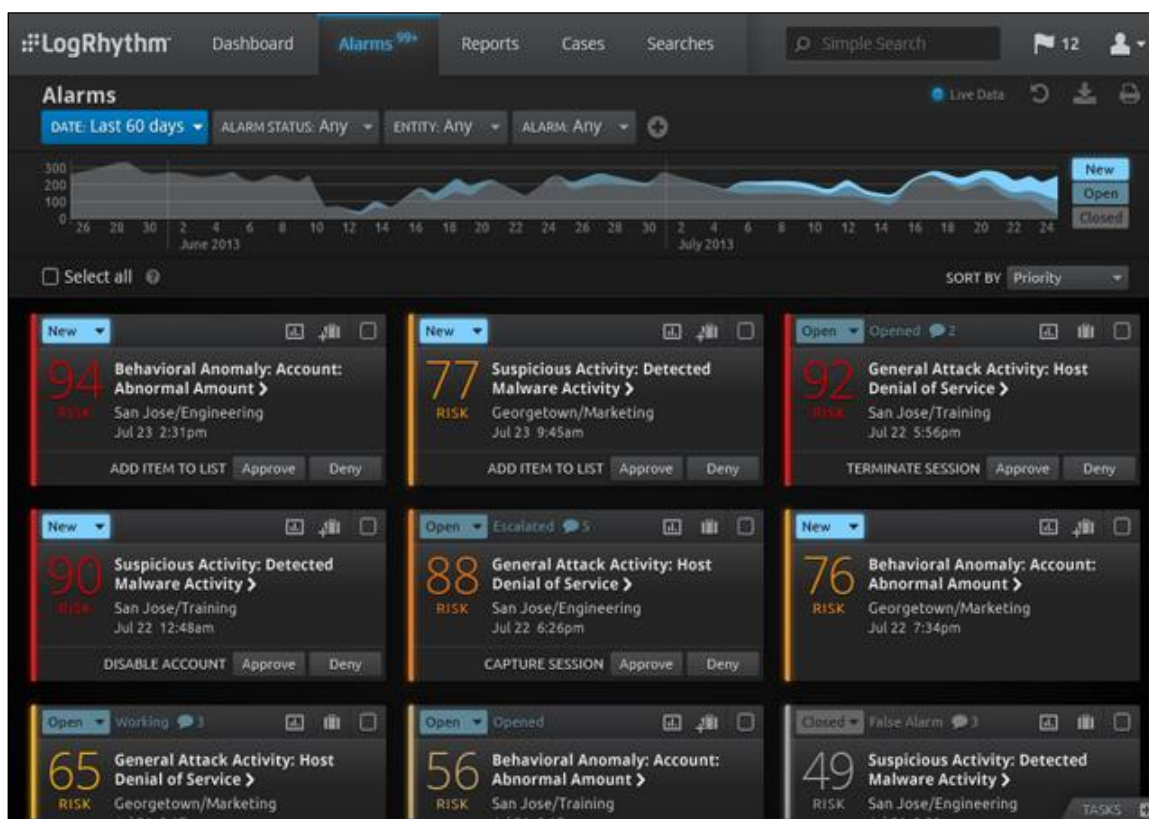 LogRhythm Dashboard Alarms 99+ Reports Cases Searches Simple Search 12
Alarms Live Data
DATE: Last 60 days ALARM STATUS: Any ENTITY: Any ALARM: Any
300
200
100
0
New
Open
Closed
26 28 30 2 4 6 8 10 12 14 16 18 20 22 24 26 28 30 2 4 6 8 10 12 14 16 18 20 22 24
June 2013 July 2013
Select all SORT BY Priority
New
94 RISK
Behavioral Anomaly: Account:
Abnormal Amount
San Jose/Engineering
Jul 23 2:31pm
ADD ITEM TO LIST Approve Deny
New
77 RISK
Suspicious Activity: Detected
Malware Activity
Georgetown/Marketing
Jul 23 9:45am
ADD ITEM TO LIST Approve Deny
Open Opened 2
92 RISK
General Attack Activity: Host
Denial of Service
San Jose/Training
Jul 22 5:56pm
TERMINATE SESSION Approve Deny
New
90 RISK
Suspicious Activity: Detected
Malware Activity
San Jose/Training
Jul 22 12:48am
DISABLE ACCOUNT Approve Deny
Open Escalated 5
88 RISK
General Attack Activity: Host
Denial of Service
San Jose/Engineering
Jul 22 6:26pm
CAPTURE SESSION Approve Deny
New
76 RISK
Behavioral Anomaly: Account:
Abnormal Amount
Georgetown/Marketing
Jul 22 7:34pm
Open Working 3
65 RISK
General Attack Activity: Host
Denial of Service
Georgetown/Marketing
Open Opened
56 RISK
Behavioral Anomaly: Account:
Abnormal Amount
San Jose/Training
Closed False Alarm 3
49 RISK
Suspicious Activity: Detected
Malware Activity
San Jose/Engineering
TASKS